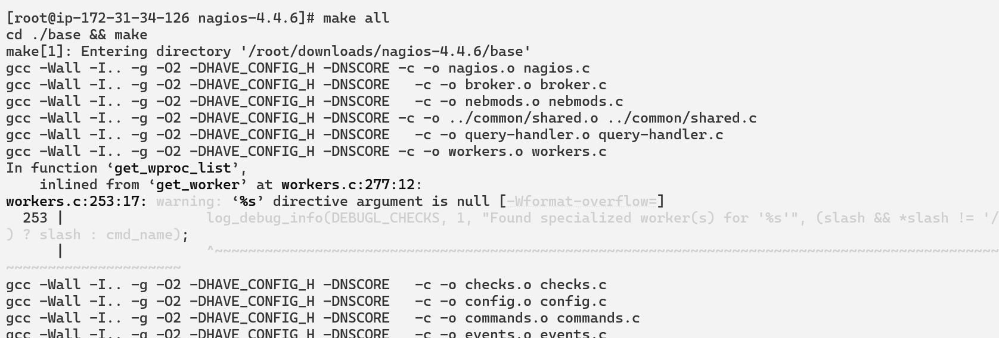 [root@ip-172-31-34-126 nagios-4.4.6]# make all
cd ./base && make
make[1]: Entering directory '/root/downloads/nagios-4.4.6/base'
gcc -Wall -I.. -g -O2 -DHAVE_CONFIG_H -DNSCORE -c -o nagios.o nagios.c
gcc -Wall -I.. -g -O2 -DHAVE_CONFIG_H -DNSCORE   -c -o broker.o broker.c
gcc -Wall -I.. -g -O2 -DHAVE_CONFIG_H -DNSCORE   -c -o nebmods.o nebmods.c
gcc -Wall -I.. -g -O2 -DHAVE_CONFIG_H -DNSCORE -c -o ../common/shared.o ../common/shared.c
gcc -Wall -I.. -g -O2 -DHAVE_CONFIG_H -DNSCORE   -c -o query-handler.o query-handler.c
gcc -Wall -I.. -g -O2 -DHAVE_CONFIG_H -DNSCORE -c -o workers.o workers.c
In function ‘get_wproc_list’,
    inlined from ‘get_worker’ at workers.c:277:12:
workers.c:253:17: warning: ‘%s’ directive argument is null [-Wformat-overflow=]
  253 |                 log_debug_info(DEBUGL_CHECKS, 1, "Found specialized worker(s) for '%s'", (slash && *slash != '/
) ? slash : cmd_name);
      |                 ^~~~~~~~~~~~~~~~~~~~~~~~~~~~~~~~~~~~~~~~~~~~~~~~~~~~~~~~~~~~~~~~~~~~~~~~~~~~~~~~~~~~~~~~~~~~~~~
~~~~~~~~~~~~~~~~~~~~~
gcc -Wall -I.. -g -O2 -DHAVE_CONFIG_H -DNSCORE   -c -o checks.o checks.c
gcc -Wall -I.. -g -O2 -DHAVE_CONFIG_H -DNSCORE   -c -o config.o config.c
gcc -Wall -I.. -g -O2 -DHAVE_CONFIG_H -DNSCORE   -c -o commands.o commands.c
gcc -Wall -I.. -g -O2 -DHAVE_CONFIG_H -DNSCORE   -c -o events.o events.c